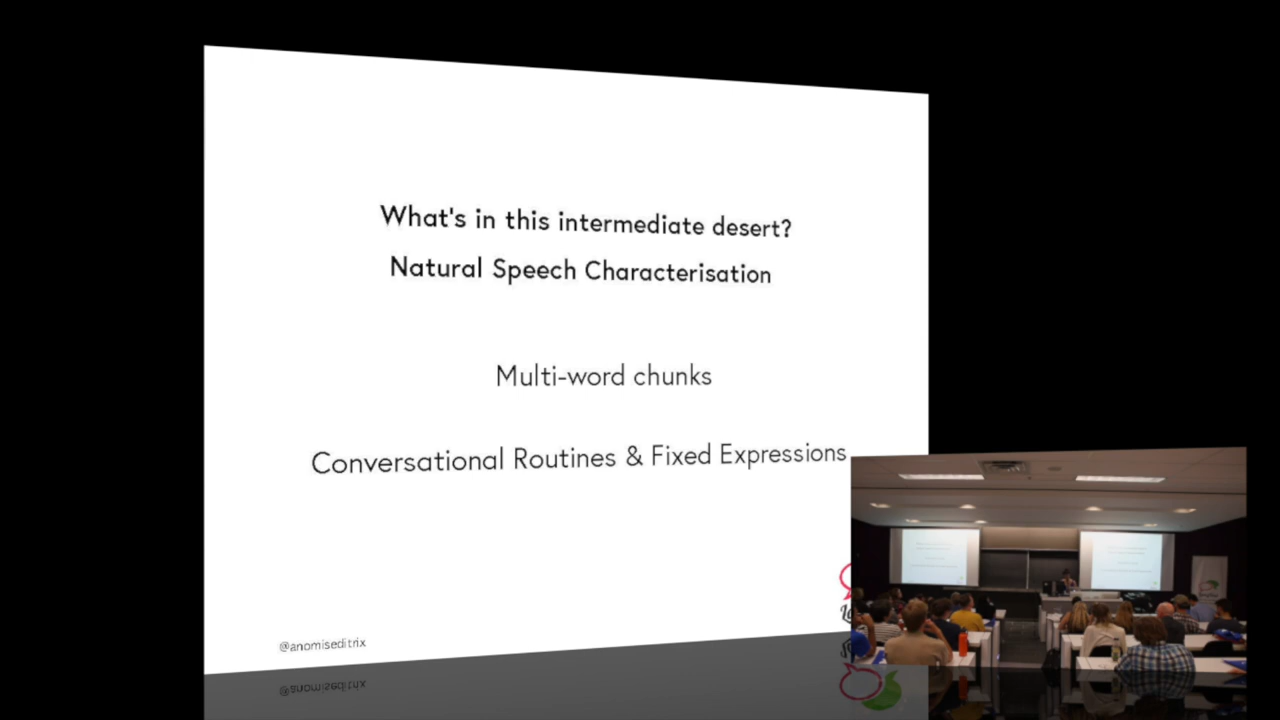 What's in this intermediate desert?
Natural Speech Characterisation
Multi-word chunks
Conversational Routines & Fixed Expressions
@anomiseditrix